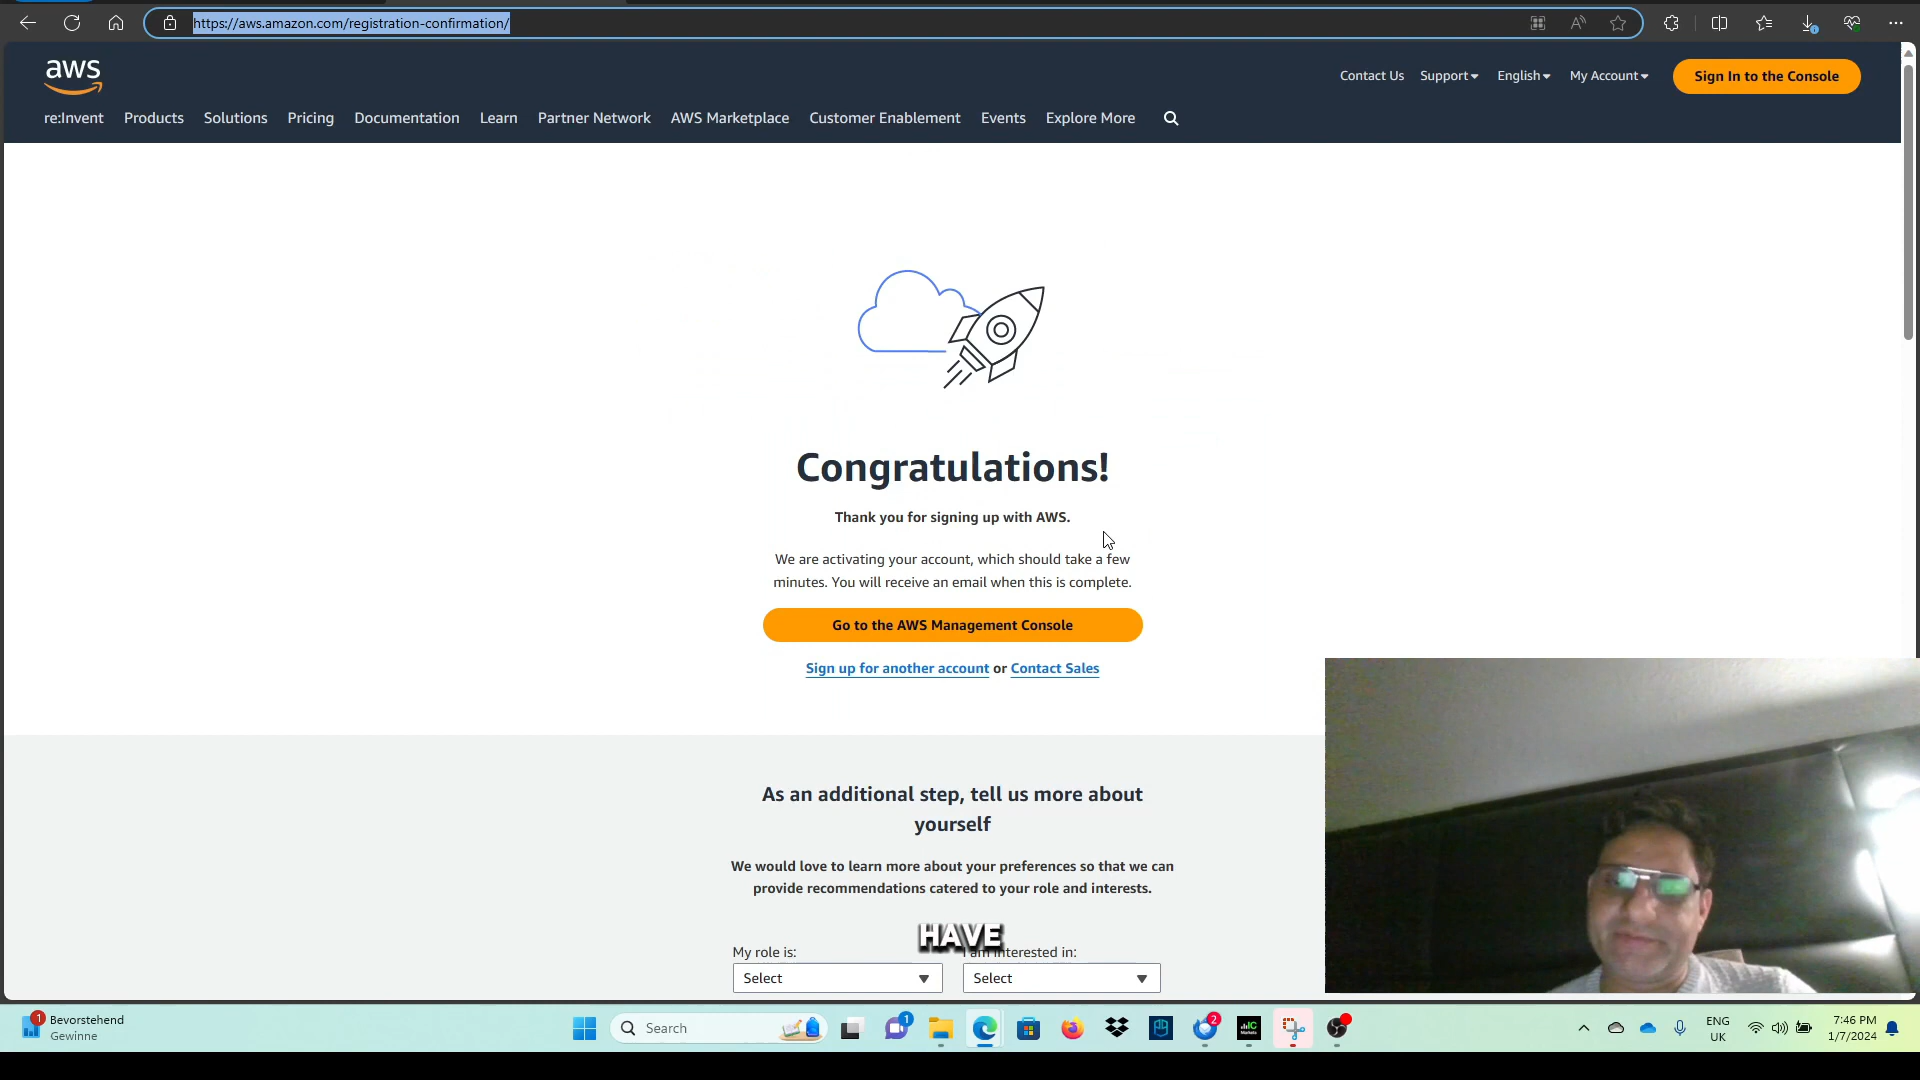 https://aws.amazon.com/registration-confirmation/
aws
Contact Us Support English My Account Sign In to the Console
re:Invent Products Solutions Pricing Documentation Learn Partner Network AWS Marketplace Customer Enablement Events Explore More
Congratulations!
Thank you for signing up with AWS.
We are activating your account, which should take a few
minutes. You will receive an email when this is complete.
Go to the AWS Management Console
Sign up for another account or Contact Sales
As an additional step, tell us more about
yourself
We would love to learn more about your preferences so that we can
provide recommendations catered to your role and interests.
HAVE
My role is: I am interested in:
Select Select
1 Bevorstehend
Gewinne
Search
1
2
IC
Markets
ENG
UK
7:46 PM
1/7/2024